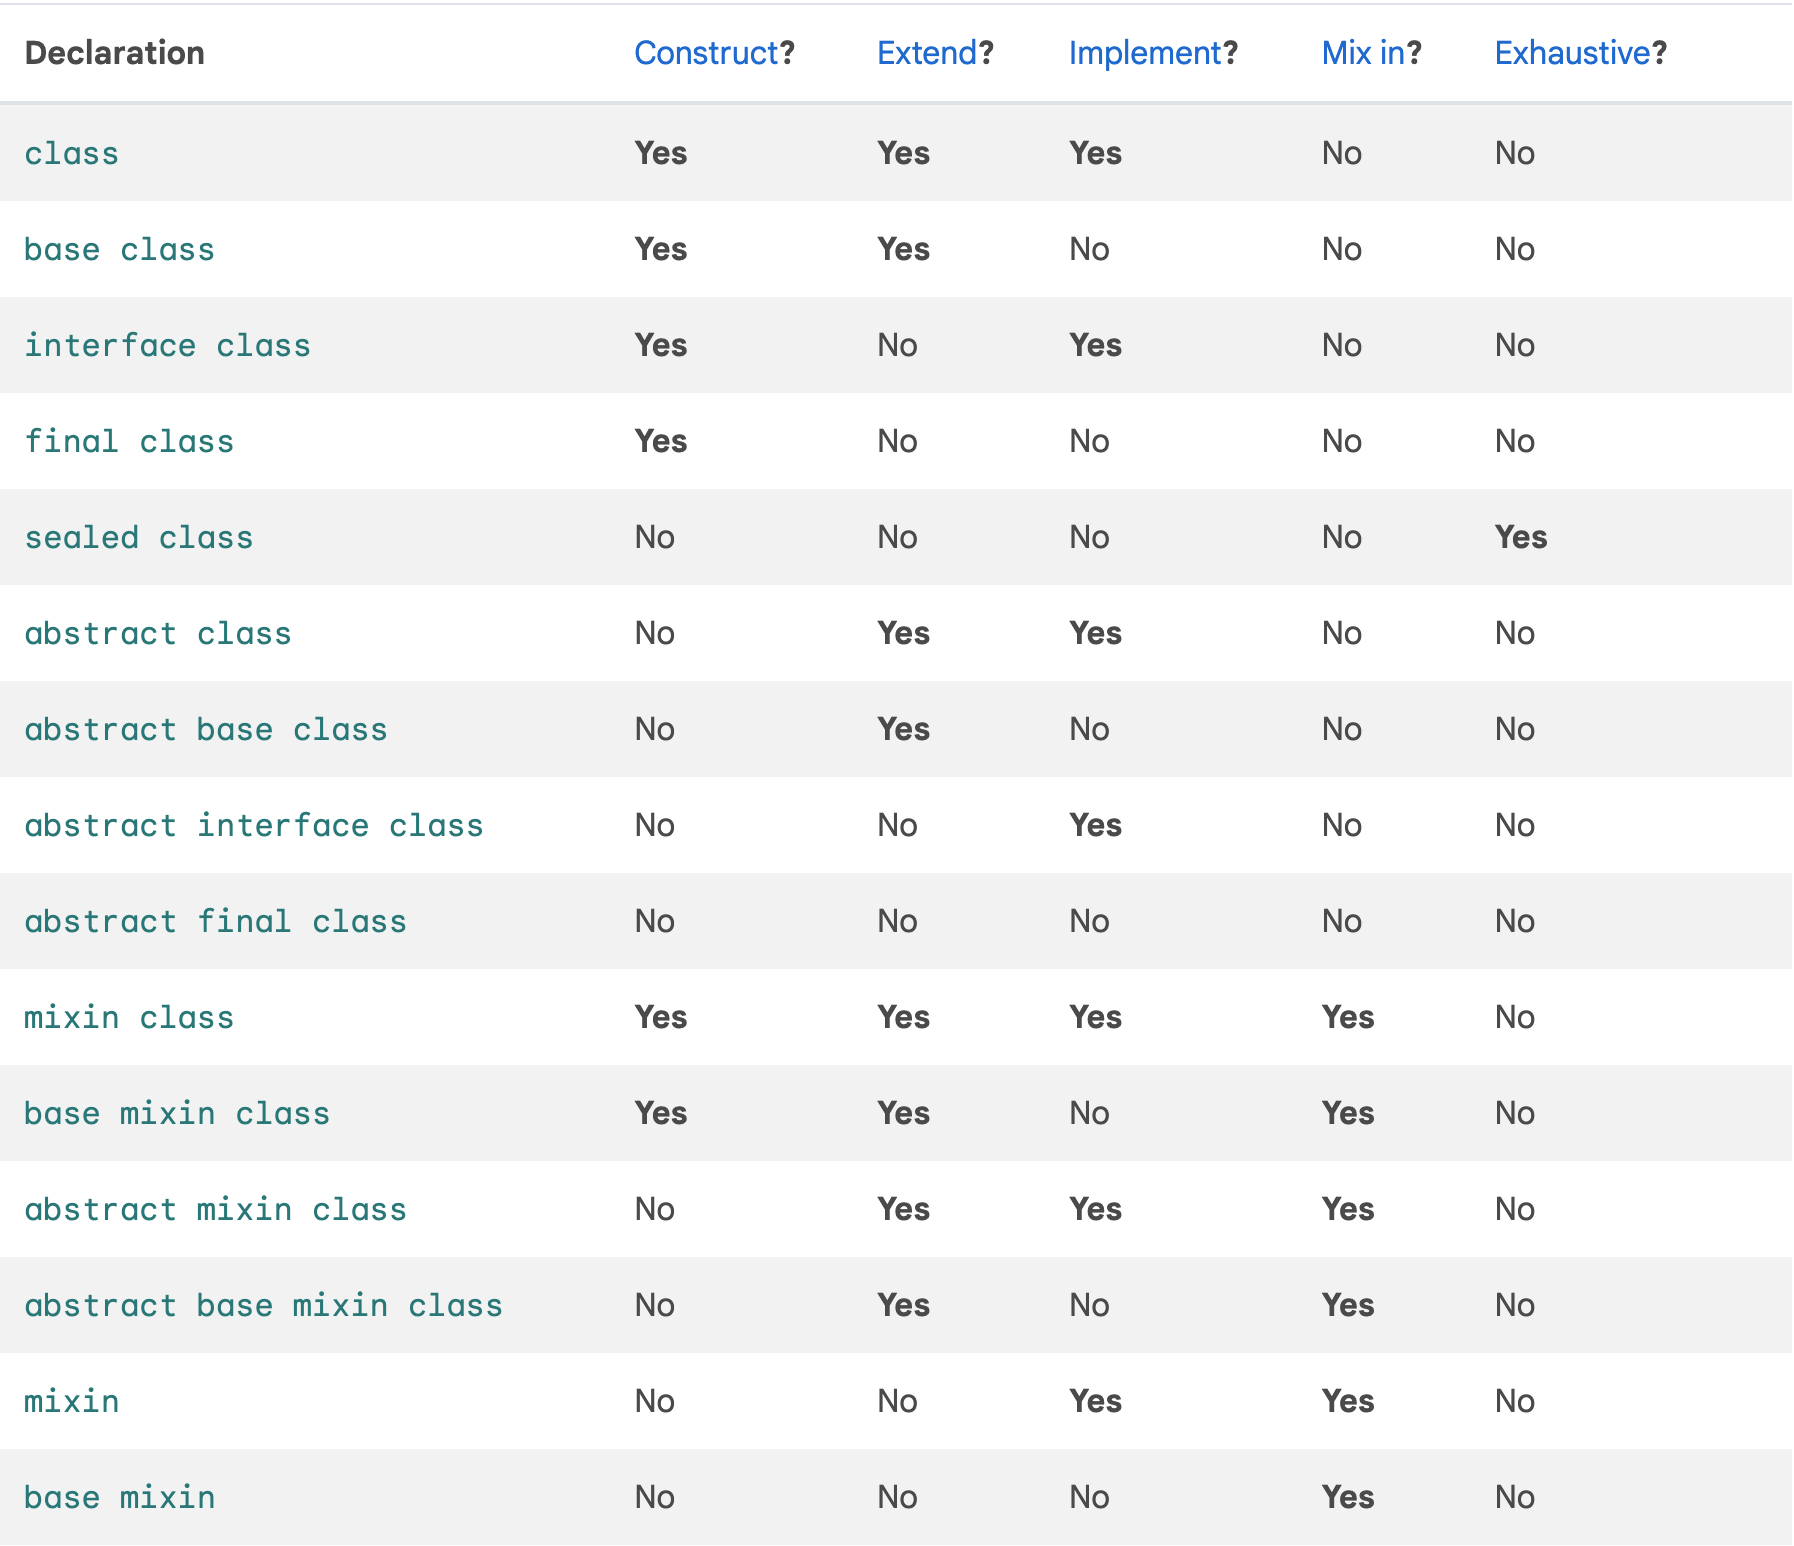 Declaration Construct? Extend? Implement? Mix in? Exhaustive?
class Yes Yes Yes No No
base class Yes Yes No No No
interface class Yes No Yes No No
final class Yes No No No No
sealed class No No No No Yes
abstract class No Yes Yes No No
abstract base class No Yes No No No
abstract interface class No No Yes No No
abstract final class No No No No No
mixin class Yes Yes Yes Yes No
base mixin class Yes Yes No Yes No
abstract mixin class No Yes Yes Yes No
abstract base mixin class No Yes No Yes No
mixin No No Yes Yes No
base mixin No No No Yes No